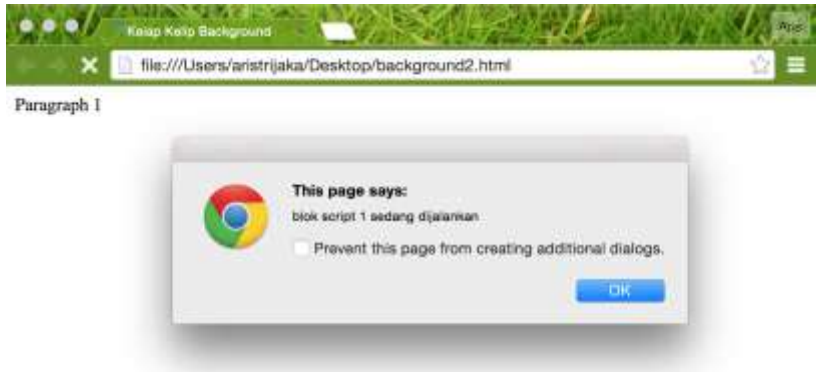 Kelap Kelip Background
Aris
file:///Users/aristrijaka/Desktop/background2.html
Paragraph 1
This page says:
blok script 1 sedang dijalankan
Prevent this page from creating additional dialogs.
OK